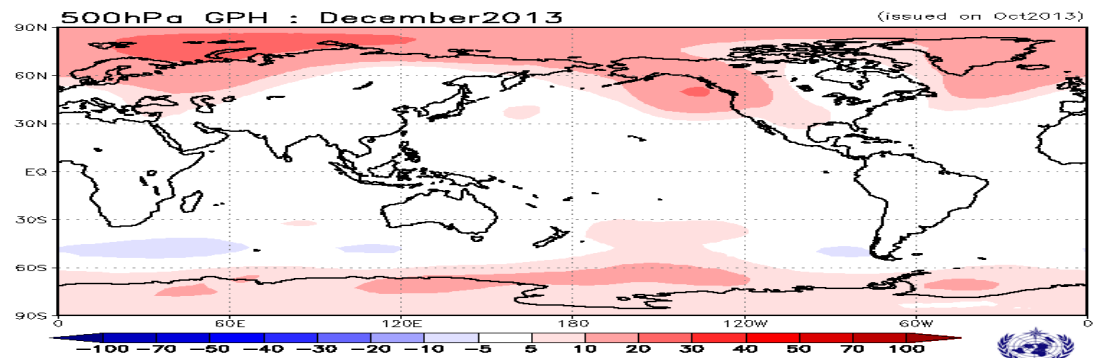 500hPa GPH : December2013
(issued on Oct2013)
90N
60N
30N
EQ
30S
60S
90S
0 60E 120E 180 120W 60W 0
-100 -70 -50 -40 -30 -20 -10 -5 5 10 20 30 40 50 70 100